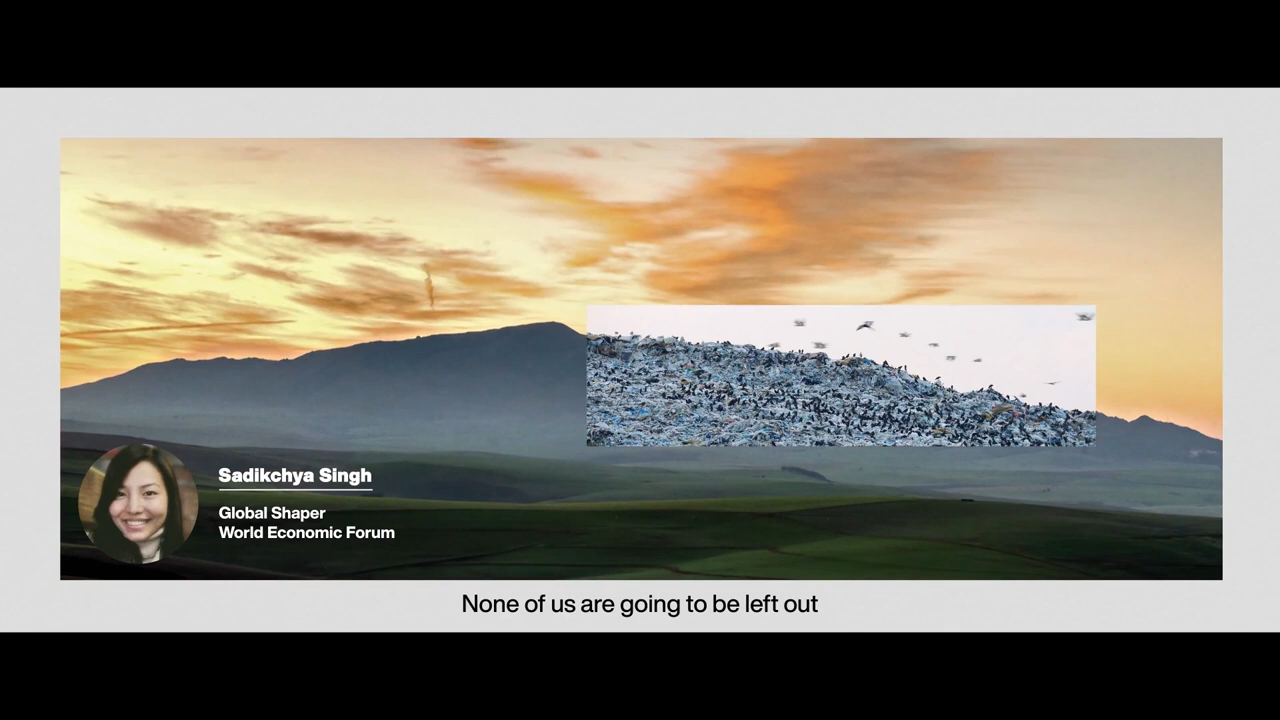 Sadikchya Singh
Global Shaper
World Economic Forum
None of us are going to be left out